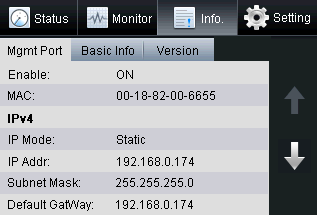 Status Monitor Info. Setting
Mgmt Port Basic Info Version
Enable: ON
MAC: 00-18-82-00-6655
IPv4
IP Mode: Static
IP Addr: 192.168.0.174
Subnet Mask: 255.255.255.0
Default GatWay: 192.168.0.174